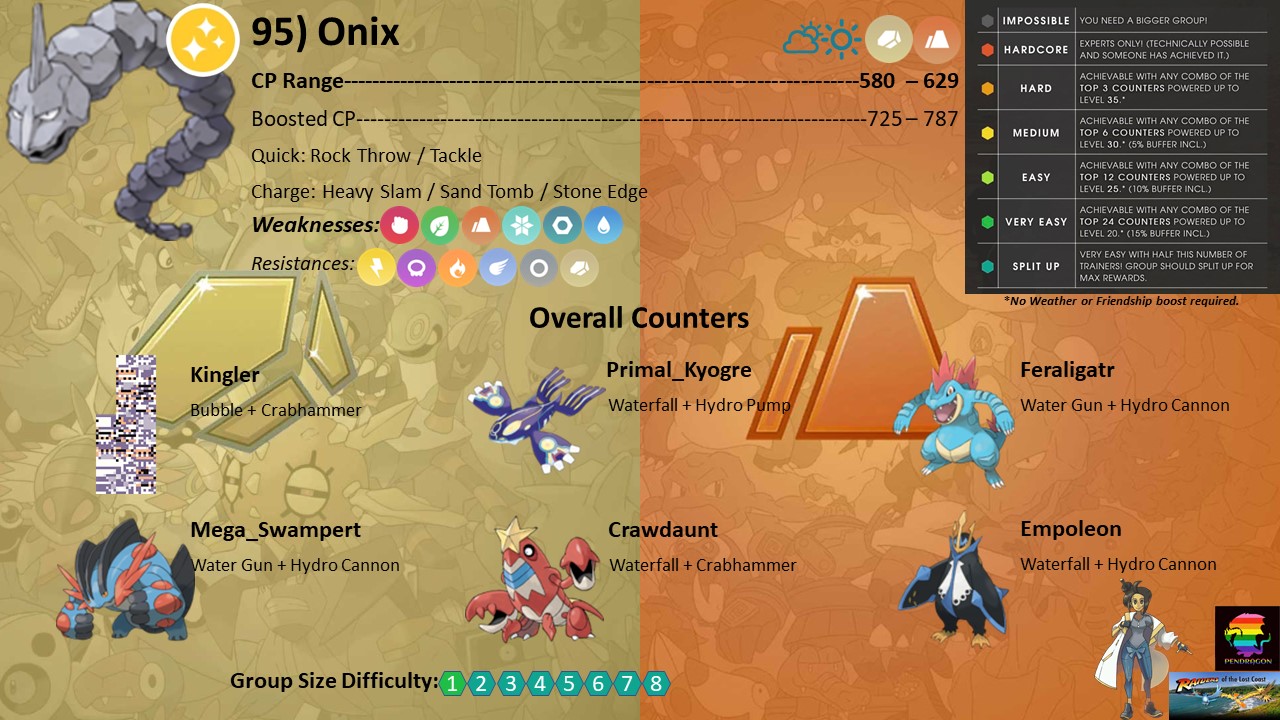 95) Onix
CP Range---580 – 629
Boosted CP---725 – 787
Quick: Rock Throw / Tackle
Charge: Heavy Slam / Sand Tomb / Stone Edge
Weaknesses:
Resistances:
IMPOSSIBLE YOU NEED A BIGGER GROUP!
HARDCORE EXPERTS ONLY! (TECHNICALLY POSSIBLE
AND SOMEONE HAS ACHIEVED IT.)
HARD ACHIEVABLE WITH ANY COMBO OF THE
TOP 3 COUNTERS POWERED UP TO
LEVEL 35.*
MEDIUM ACHIEVABLE WITH ANY COMBO OF THE
TOP 6 COUNTERS POWERED UP TO
LEVEL 30.* (5% BUFFER INCL.)
EASY ACHIEVABLE WITH ANY COMBO OF THE
TOP 12 COUNTERS POWERED UP TO
LEVEL 25.* (10% BUFFER INCL.)
VERY EASY ACHIEVABLE WITH ANY COMBO OF THE
TOP 24 COUNTERS POWERED UP TO
LEVEL 20.* (15% BUFFER INCL.)
SPLIT UP VERY EASY WITH HALF THIS NUMBER OF
TRAINERS! GROUP SHOULD SPLIT UP FOR
MAX REWARDS.
*No Weather or Friendship boost required.
Overall Counters
Kingler
Bubble + Crabhammer
Primal_Kyogre
Waterfall + Hydro Pump
Feraligatr
Water Gun + Hydro Cannon
Mega_Swampert
Water Gun + Hydro Cannon
Crawdaunt
Waterfall + Crabhammer
Empoleon
Waterfall + Hydro Cannon
Group Size Difficulty: 1 2 3 4 5 6 7 8
PENDRAGON
RAIDERS of the Lost Coast